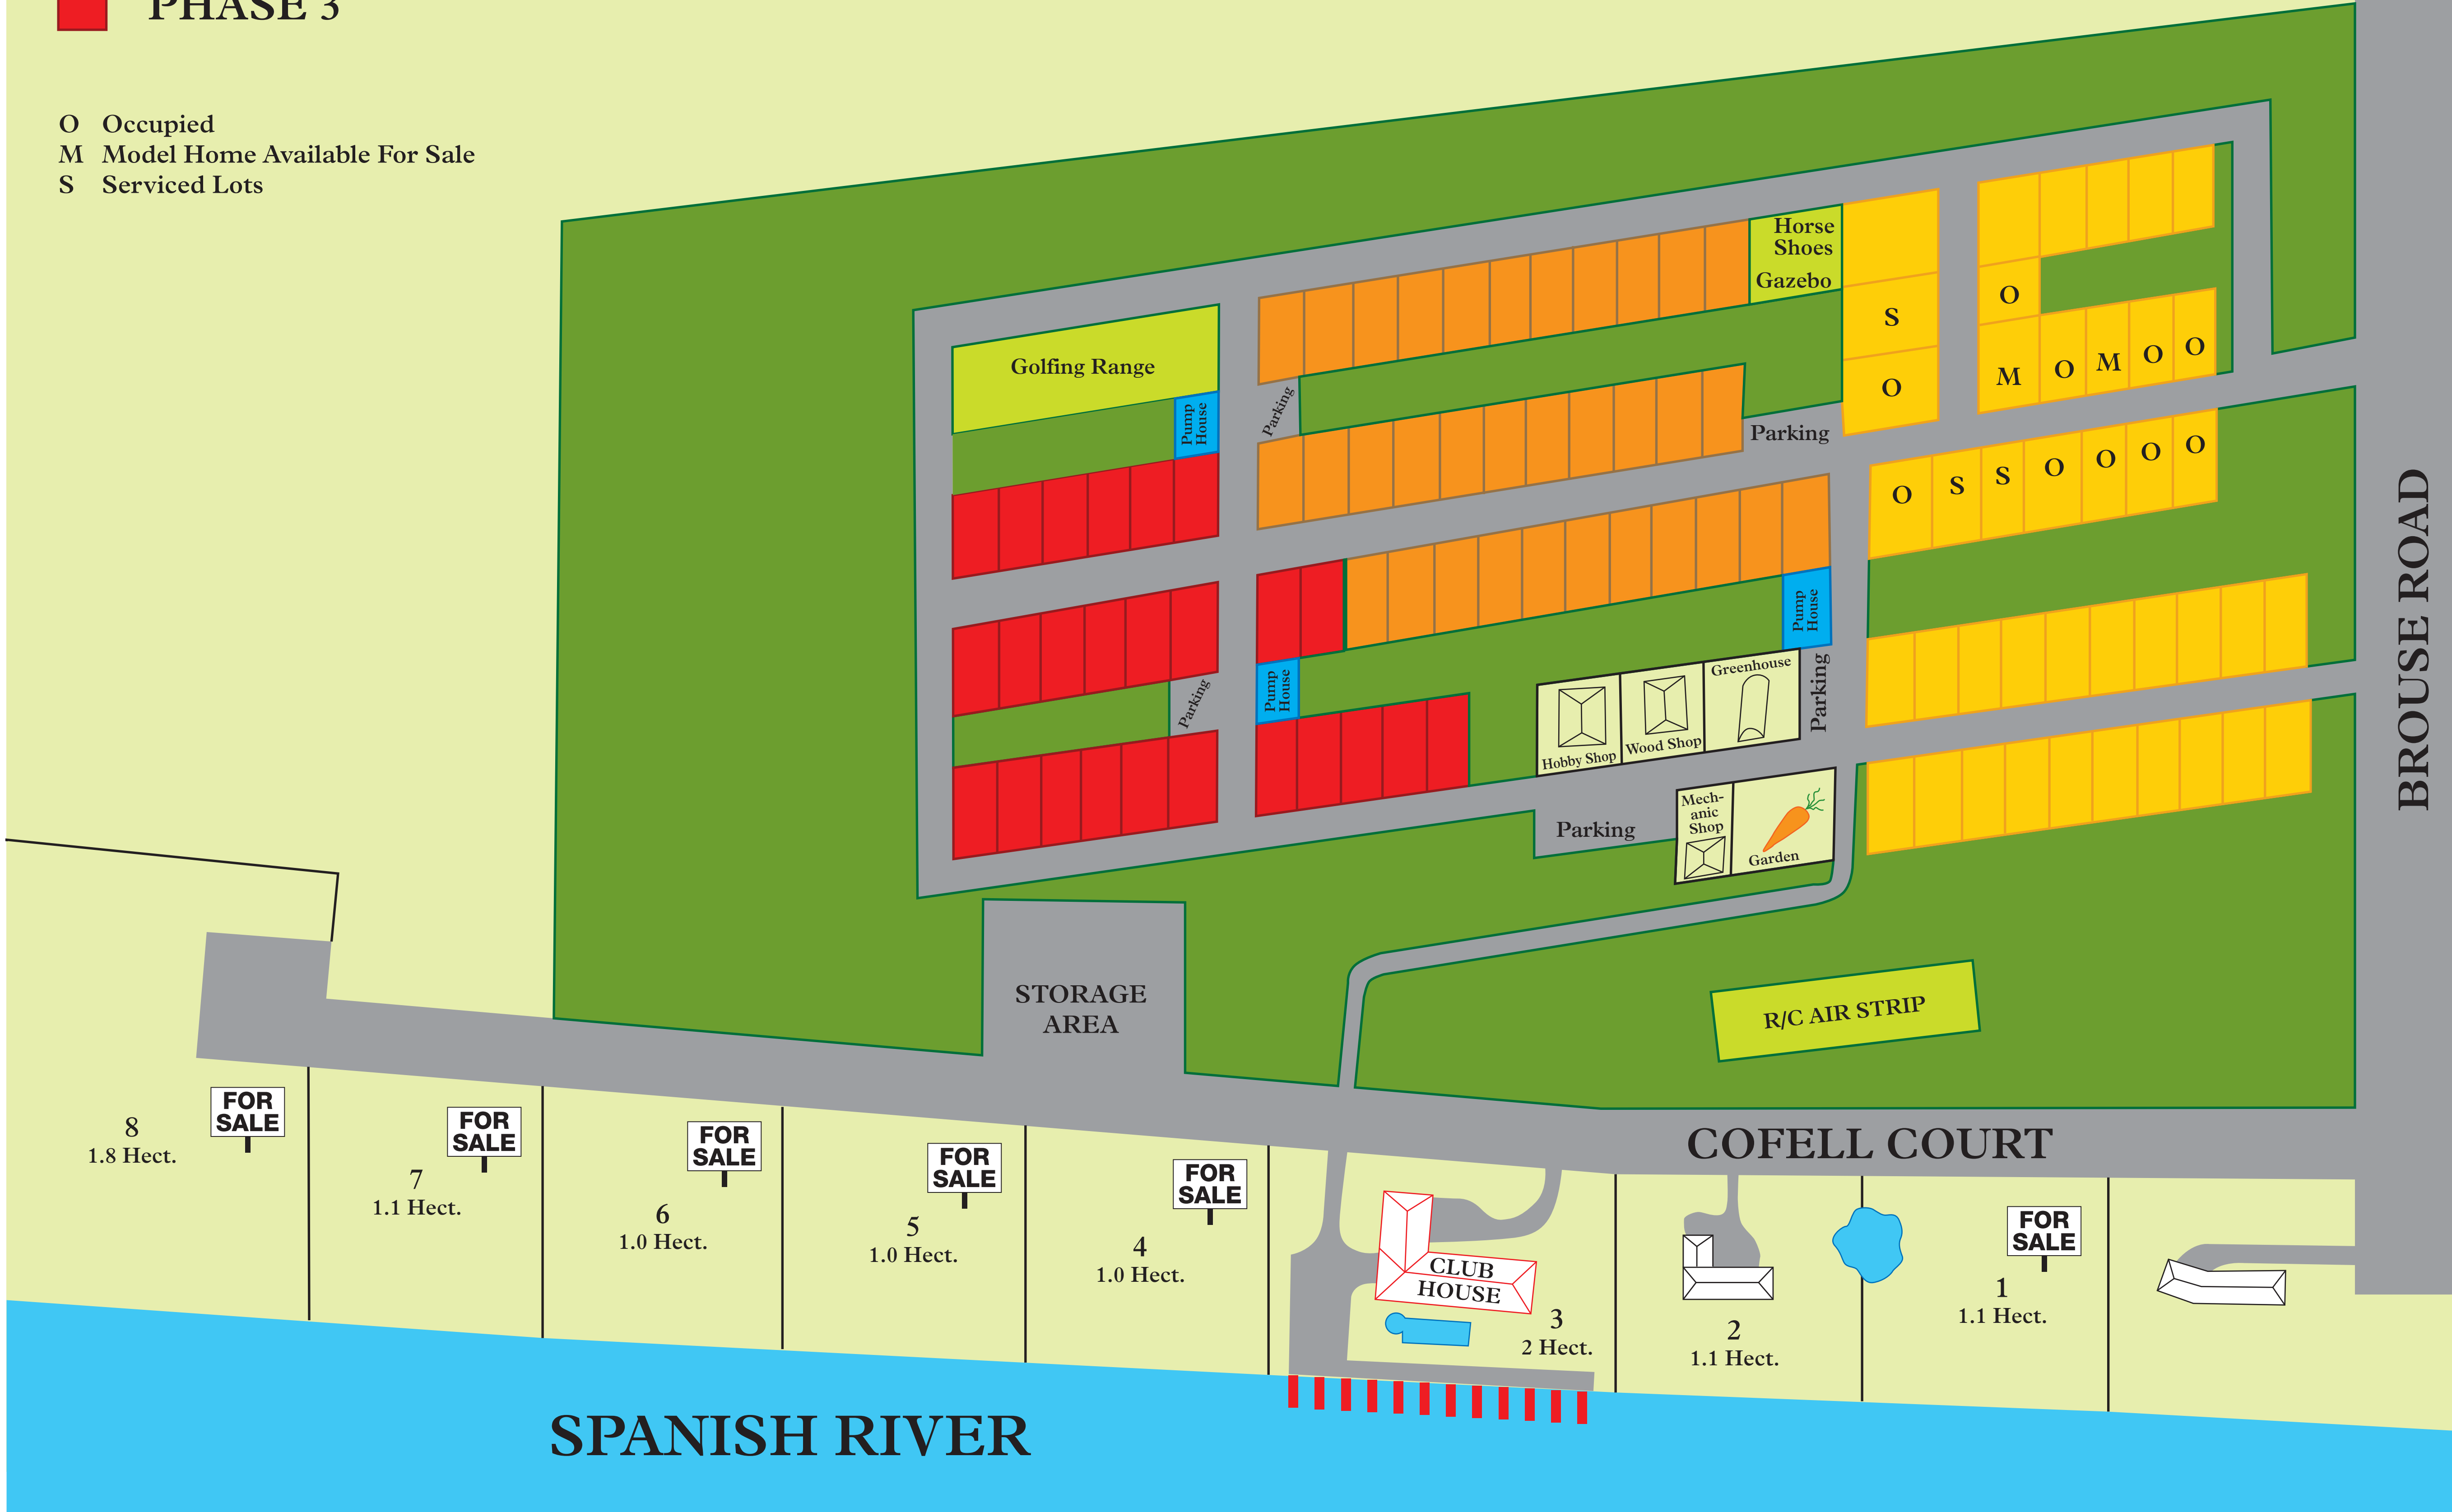 PHASE 3
O Occupied
M Model Home Available For Sale
S Serviced Lots
Horse
Shoes
Gazebo
Golfing Range
Pump
House
Parking
Parking
S
O
O
M O M O O
O S S O O O O
Pump
House
Parking
Pump
House
Parking
Greenhouse
Wood Shop
Hobby Shop
Parking
Mech-
anic
Shop
Garden
BROUSE ROAD
STORAGE
AREA
R/C AIR STRIP
COFELL COURT
FOR
SALE
8
1.8 Hect.
FOR
SALE
7
1.1 Hect.
FOR
SALE
6
1.0 Hect.
FOR
SALE
5
1.0 Hect.
FOR
SALE
4
1.0 Hect.
CLUB
HOUSE
3
2 Hect.
2
1.1 Hect.
FOR
SALE
1
1.1 Hect.
SPANISH RIVER